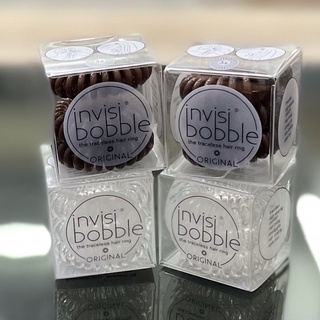 invisi
bobble
the traceless hair ring
ORIGINAL
invisi
bobble
the traceless hair ring
ORIGINAL
invisi
bobble
the traceless hair ring
ORIGINAL
invisi
bobble
the traceless hair ring
ORIGINAL